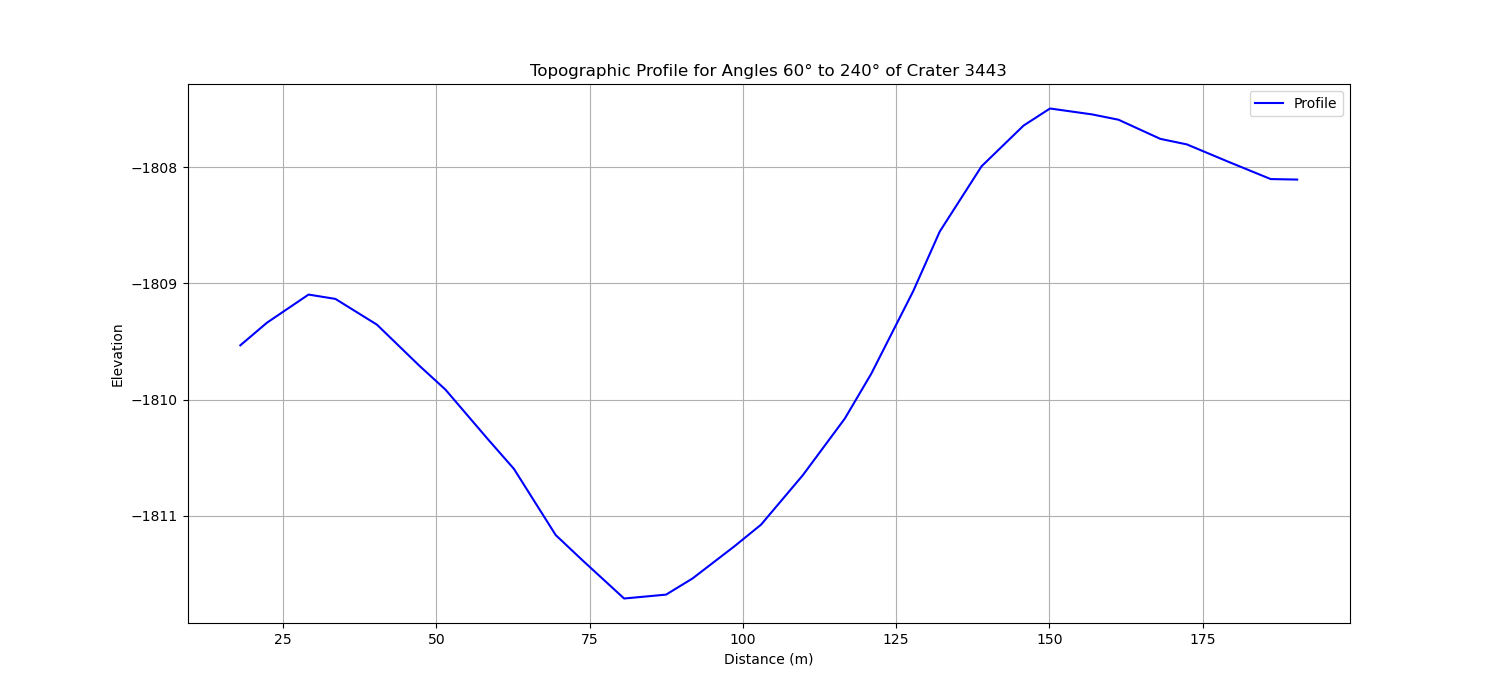 Topographic Profile for Angles 60° to 240° of Crater 3443
Profile
−1808
−1809
−1810
−1811
Elevation
25
50
75
100
125
150
175
Distance (m)